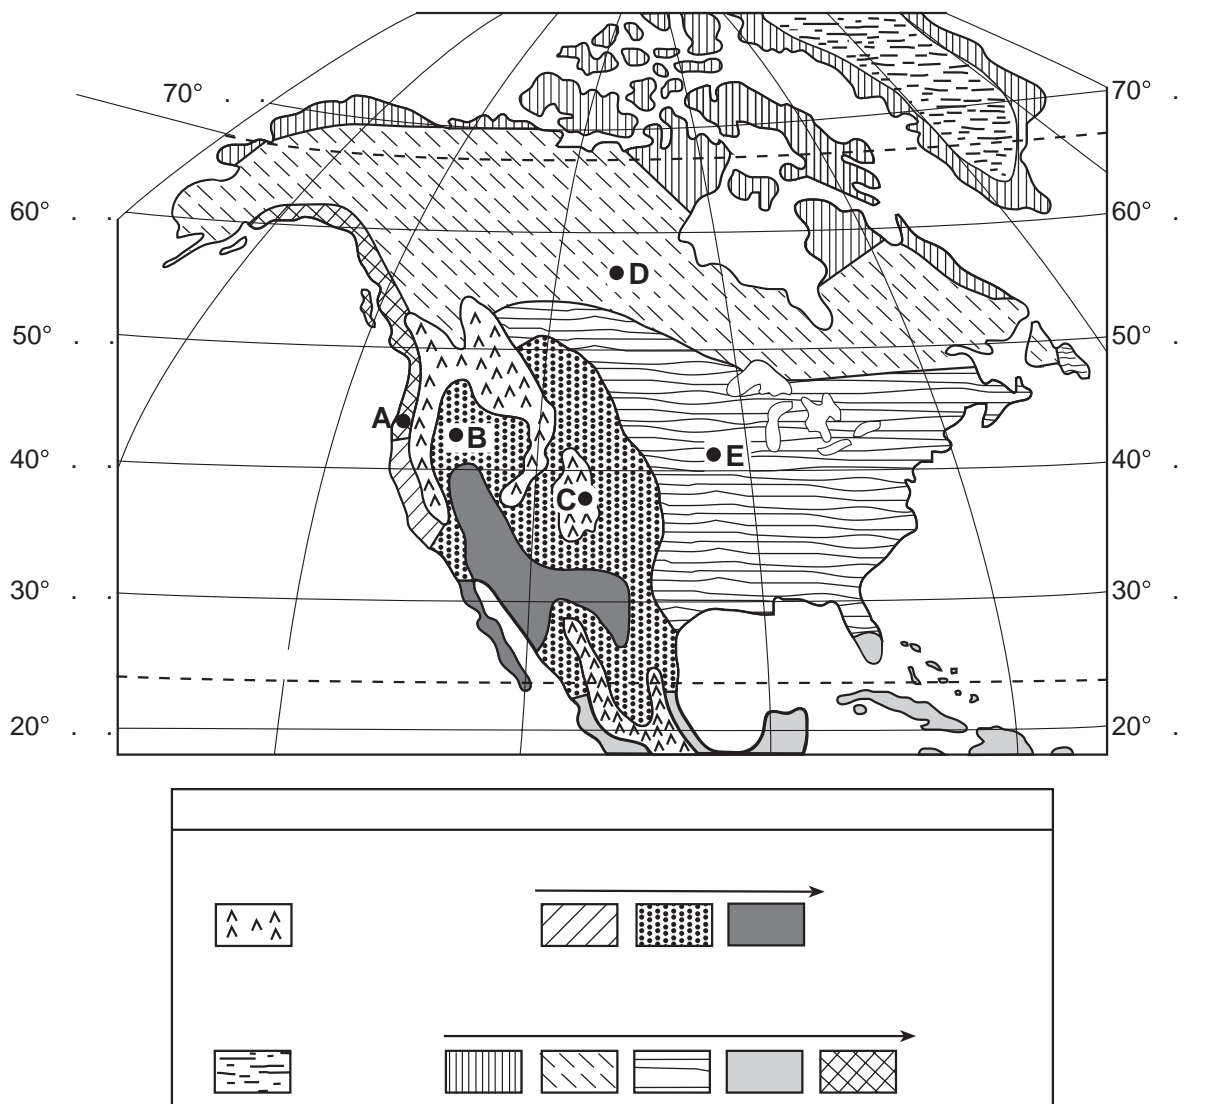 70° . . 70° .
60° . . 60° .
D
50° . . 50° .
A
B
E
40° . . 40° .
C
30° . . 30° .
20° . . 20° .